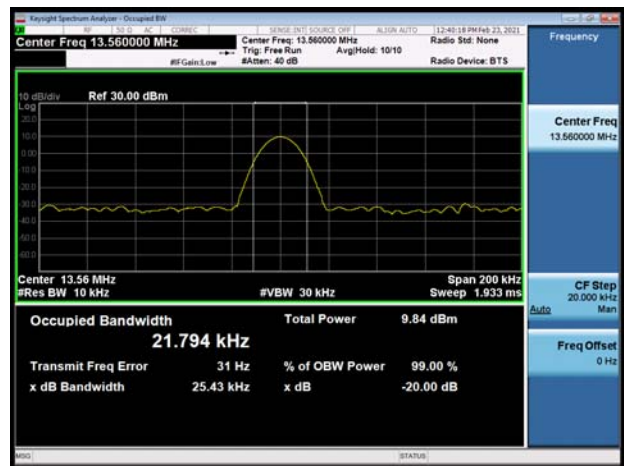 Keysight Spectrum Analyzer - Occupied BW
RF 50 Ω AC CORREC SENSE:INT SOURCE OFF ALIGN AUTO 12:40:18 PM Feb 23, 2021
Center Freq 13.560000 MHz
Center Freq: 13.560000 MHz
Radio Std: None
Trig: Free Run Avg|Hold: 10/10
#IFGain:Low #Atten: 40 dB Radio Device: BTS
10 dB/div Ref 30.00 dBm
Log
20.0
10.0
0.00
-10.0
-20.0
-30.0
-40.0
-50.0
-60.0
Center 13.56 MHz Span 200 kHz
#Res BW 10 kHz #VBW 30 kHz Sweep 1.933 ms
Occupied Bandwidth Total Power 9.84 dBm
21.794 kHz
Transmit Freq Error 31 Hz % of OBW Power 99.00 %
x dB Bandwidth 25.43 kHz x dB -20.00 dB
MSG STATUS
Frequency
Center Freq
13.560000 MHz
CF Step
20.000 kHz
Auto Man
Freq Offset
0 Hz